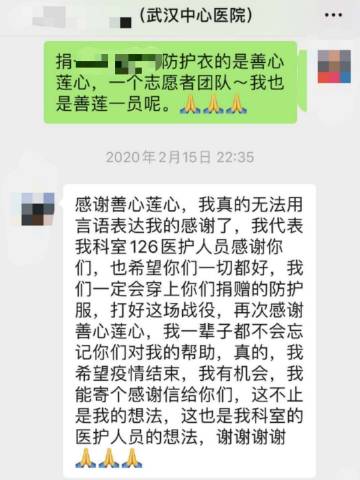 （武汉中心医院）
捐
防护衣的是善心
莲心，一个志愿者团队～我也
是善莲一员呢。🙏🙏🙏
2020年2月15日 22:35
感谢善心莲心，我真的无法用
言语表达我的感谢了，我代表
我科室126医护人员感谢你
们，也希望你们一切都好，我
们一定会穿上你们捐赠的防护
服，打好这场战役，再次感谢
善心莲心，我一辈子都不会忘
记你们对我的帮助，真的，我
希望疫情结束，我有机会，我
能寄个感谢信给你们，这不止
是我的想法，这也是我科室的
医护人员的想法，谢谢谢谢
🙏🙏🙏